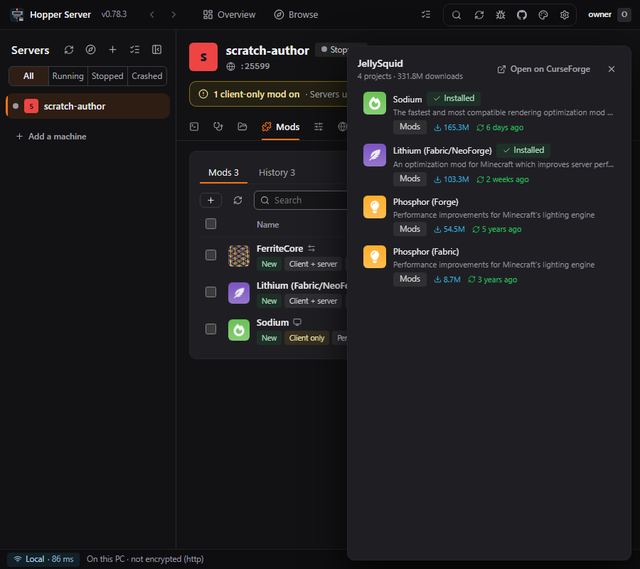 Hopper Server v0.78.3 Overview Browse owner O
Servers
All Running Stopped Crashed
S scratch-author
+ Add a machine
S scratch-author
:25599
1 client-only mod on · Servers
Mods
Mods 3 History 3
+ Search
Name
FerriteCore
New Client + server
Lithium (Fabric/NeoF
New Client + server
Sodium
New Client only
JellySquid
4 projects · 331.8M downloads
Open on CurseForge
Sodium Installed
The fastest and most compatible rendering optimization mod ...
Mods 165.3M 6 days ago
Lithium (Fabric/NeoForge) Installed
An optimization mod for Minecraft which improves server perf...
Mods 103.3M 2 weeks ago
Phosphor (Forge)
Performance improvements for Minecraft's lighting engine
Mods 54.5M 5 years ago
Phosphor (Fabric)
Performance improvements for Minecraft's lighting engine
Mods 8.7M 3 years ago
Local · 86 ms On this PC · not encrypted (http)